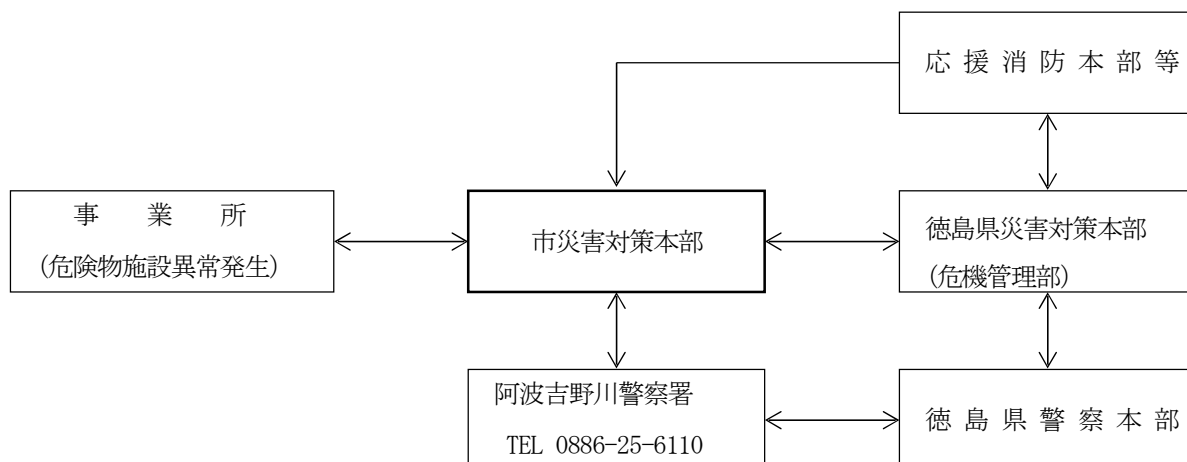 応援消防本部等
事業所
(危険物施設異常発生)
市災害対策本部
徳島県災害対策本部
(危機管理部)
阿波吉野川警察署
TEL 0886-25-6110
徳島県警察本部